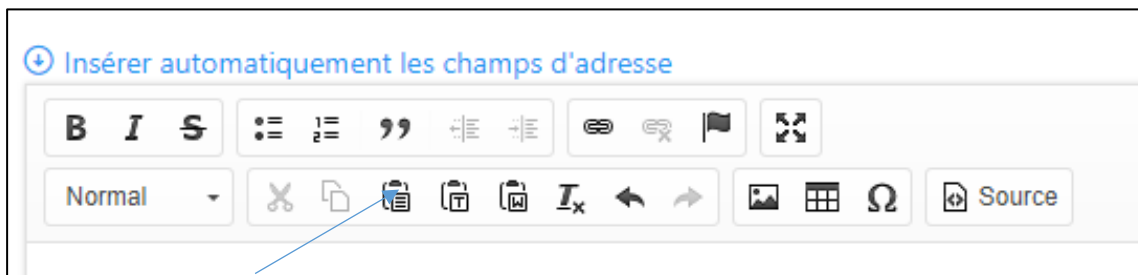 Insérer automatiquement les champs d'adresse
B I S
Normal Ω Source